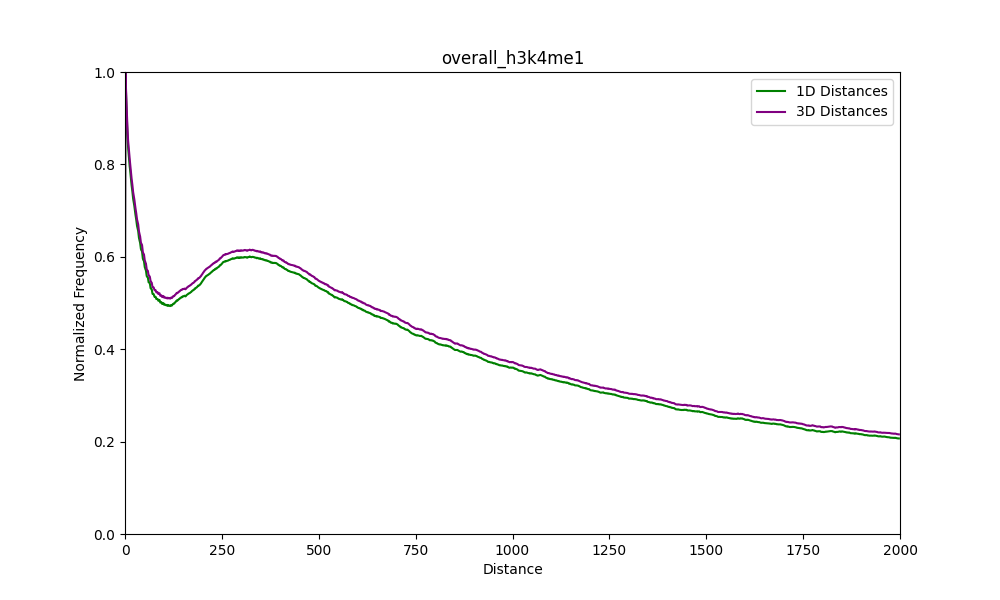 overall_h3k4me1
1D Distances
3D Distances
Normalized Frequency
1.0
0.8
0.6
0.4
0.2
0.0
0 250 500 750 1000 1250 1500 1750 2000
Distance